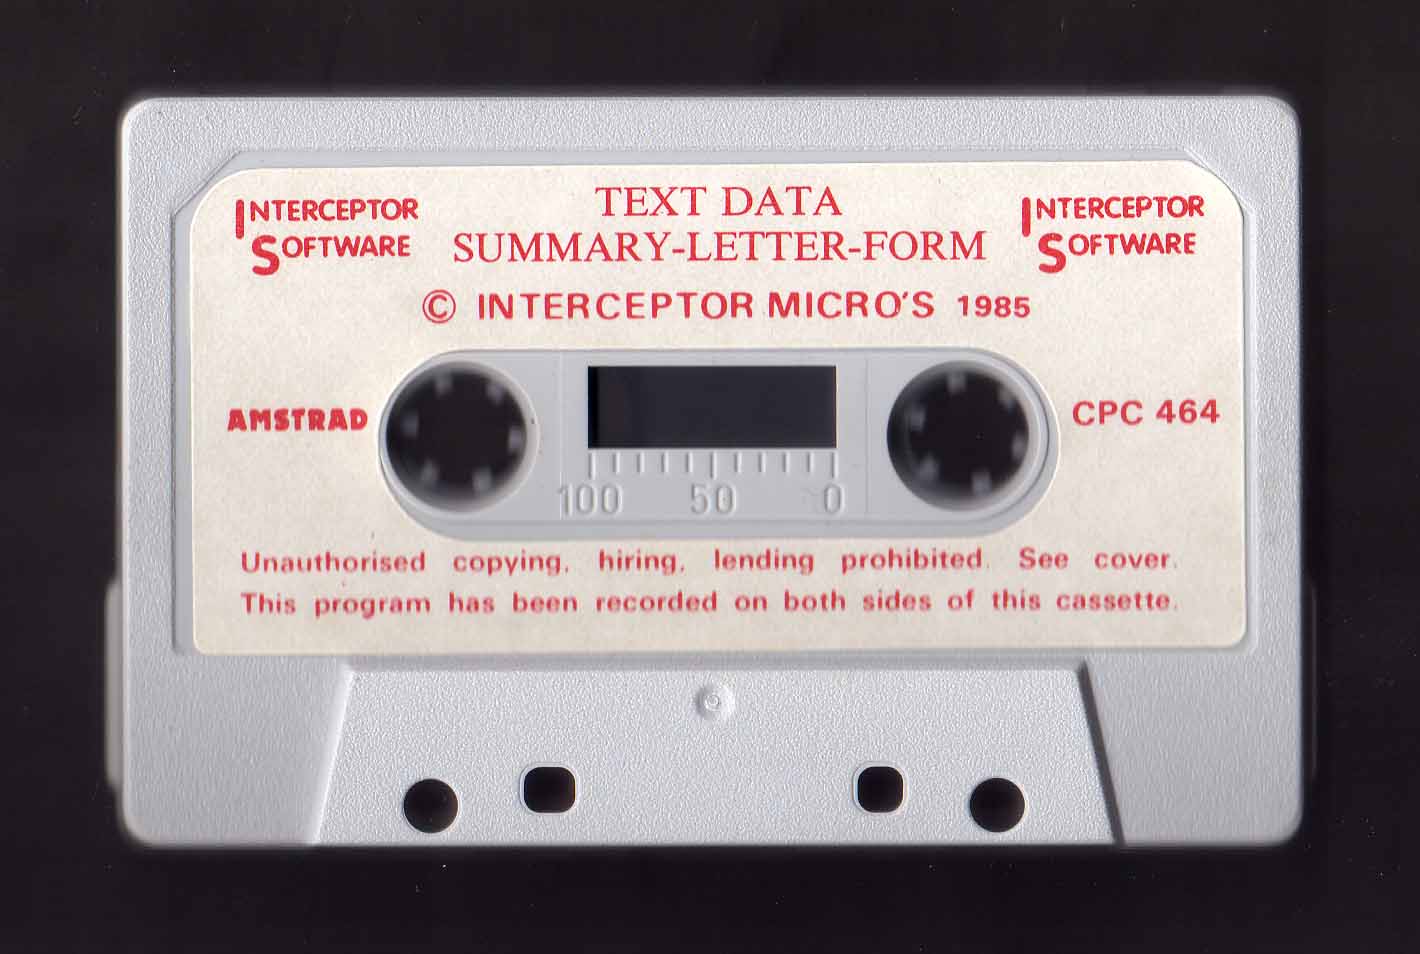 INTERCEPTOR SOFTWARE
TEXT DATA
SUMMARY-LETTER-FORM
INTERCEPTOR SOFTWARE
© INTERCEPTOR MICRO'S 1985
AMSTRAD
CPC 464
100 50 0
Unauthorised copying, hiring, lending prohibited. See cover.
This program has been recorded on both sides of this cassette.